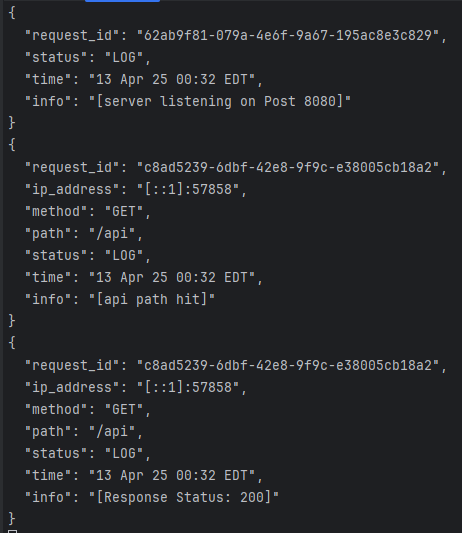 {
  "request_id": "62ab9f81-079a-4e6f-9a67-195ac8e3c829",
  "status": "LOG",
  "time": "13 Apr 25 00:32 EDT",
  "info": "[server listening on Post 8080]"
}
{
  "request_id": "c8ad5239-6dbf-42e8-9f9c-e38005cb18a2",
  "ip_address": "[::1]:57858",
  "method": "GET",
  "path": "/api",
  "status": "LOG",
  "time": "13 Apr 25 00:32 EDT",
  "info": "[api path hit]"
}
{
  "request_id": "c8ad5239-6dbf-42e8-9f9c-e38005cb18a2",
  "ip_address": "[::1]:57858",
  "method": "GET",
  "path": "/api",
  "status": "LOG",
  "time": "13 Apr 25 00:32 EDT",
  "info": "[Response Status: 200]"
}